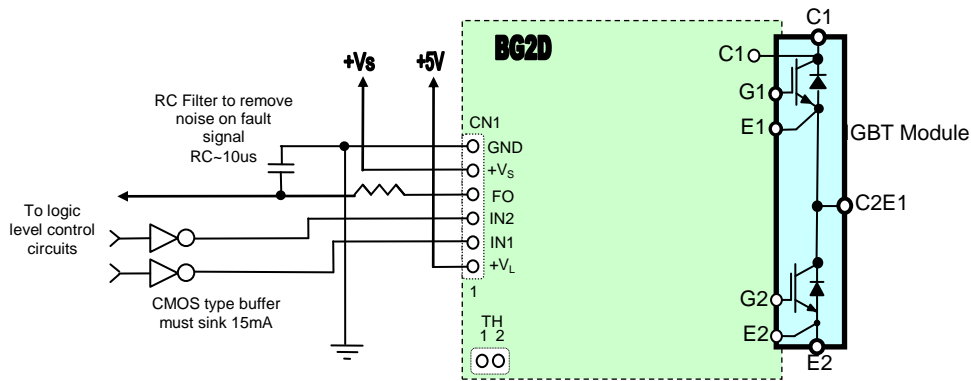 C1
BG2D
+Vs
+5V
C1
G1
E1
RC Filter to remove
noise on fault
signal
RC~10us
CN1
GND
+VS
FO
IN2
IN1
+VL
1
IGBT Module
C2E1
To logic
level control
circuits
CMOS type buffer
must sink 15mA
TH
1 2
G2
E2
E2